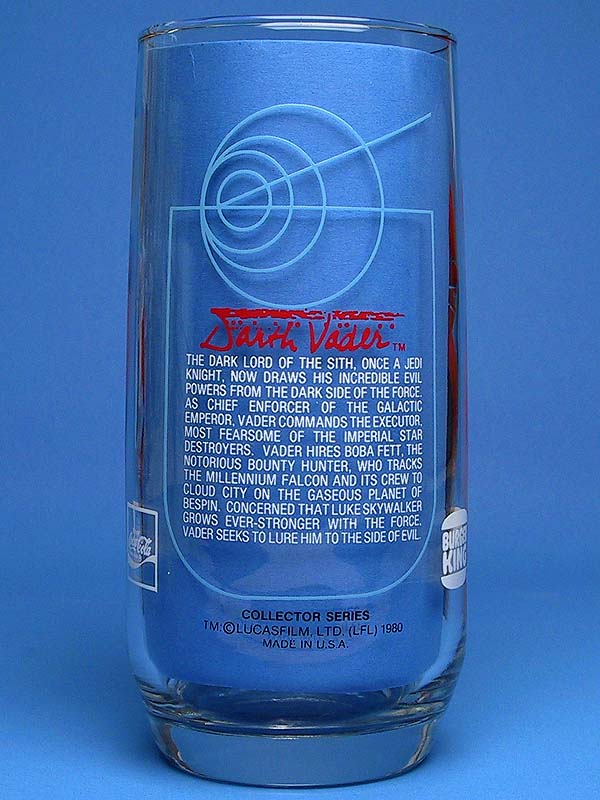 Darth Vader TM
THE DARK LORD OF THE SITH, ONCE A JEDI
KNIGHT, NOW DRAWS HIS INCREDIBLE EVIL
POWERS FROM THE DARK SIDE OF THE FORCE.
AS CHIEF ENFORCER OF THE GALACTIC
EMPEROR, VADER COMMANDS THE EXECUTOR,
MOST FEARSOME OF THE IMPERIAL STAR
DESTROYERS. VADER HIRES BOBA FETT, THE
NOTORIOUS BOUNTY HUNTER, WHO TRACKS
THE MILLENNIUM FALCON AND ITS CREW TO
CLOUD CITY ON THE GASEOUS PLANET OF
BESPIN. CONCERNED THAT LUKE SKYWALKER
GROWS EVER-STRONGER WITH THE FORCE,
VADER SEEKS TO LURE HIM TO THE SIDE OF EVIL.
Coca-Cola
BURGER
KING
COLLECTOR SERIES
TM:©LUCASFILM, LTD. (LFL) 1980
MADE IN U.S.A.